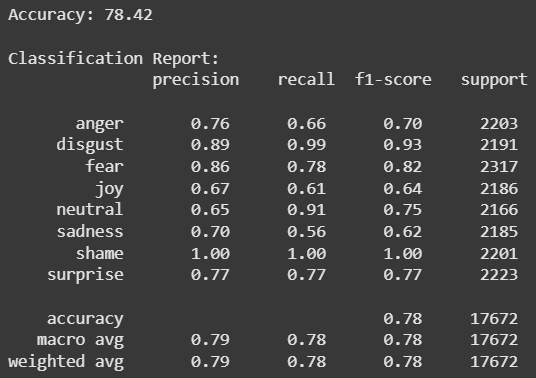 Accuracy: 78.42
Classification Report:
precision recall f1-score support
anger 0.76 0.66 0.70 2203
disgust 0.89 0.99 0.93 2191
fear 0.86 0.78 0.82 2317
joy 0.67 0.61 0.64 2186
neutral 0.65 0.91 0.75 2166
sadness 0.70 0.56 0.62 2185
shame 1.00 1.00 1.00 2201
surprise 0.77 0.77 0.77 2223
accuracy 0.78 17672
macro avg 0.79 0.78 0.78 17672
weighted avg 0.79 0.78 0.78 17672